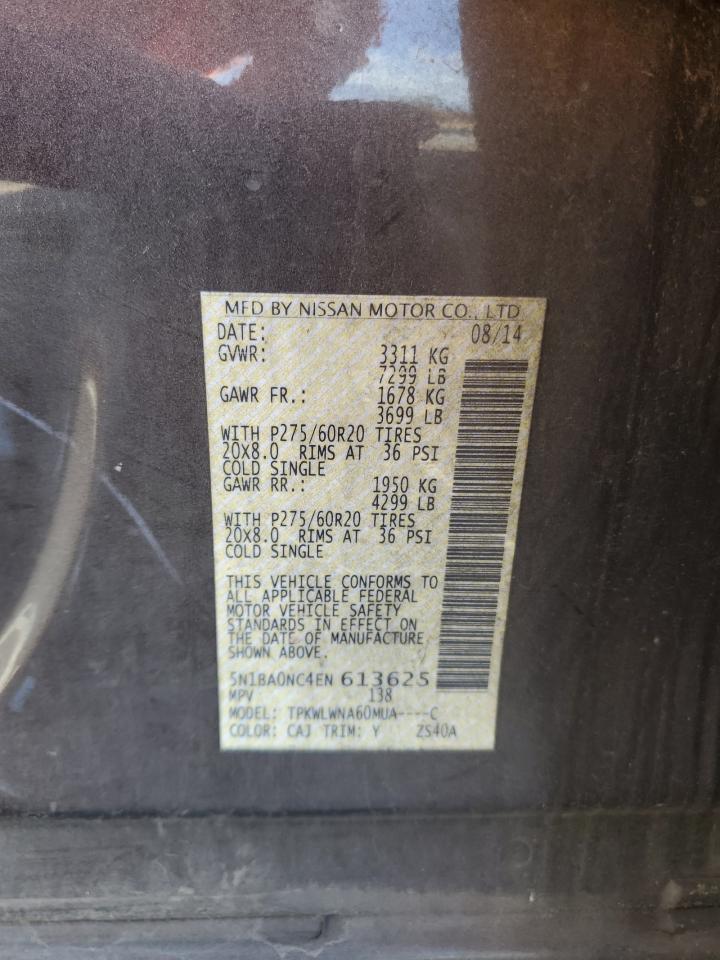 MFD BY NISSAN MOTOR CO., LTD
DATE: 08/14
GVWR: 3311 KG
7299 LB
GAWR FR.: 1678 KG
3699 LB
WITH P275/60R20 TIRES
20X8.0 RIMS AT 36 PSI
COLD SINGLE
GAWR RR.: 1950 KG
4299 LB
WITH P275/60R20 TIRES
20X8.0 RIMS AT 36 PSI
COLD SINGLE
THIS VEHICLE CONFORMS TO
ALL APPLICABLE FEDERAL
MOTOR VEHICLE SAFETY
STANDARDS IN EFFECT ON
THE DATE OF MANUFACTURE
SHOWN ABOVE.
5N1BA0NC4EN 613625
MPV 138
MODEL: TPKWLWNA60MUA----C
COLOR: CAJ TRIM: Y ZS40A